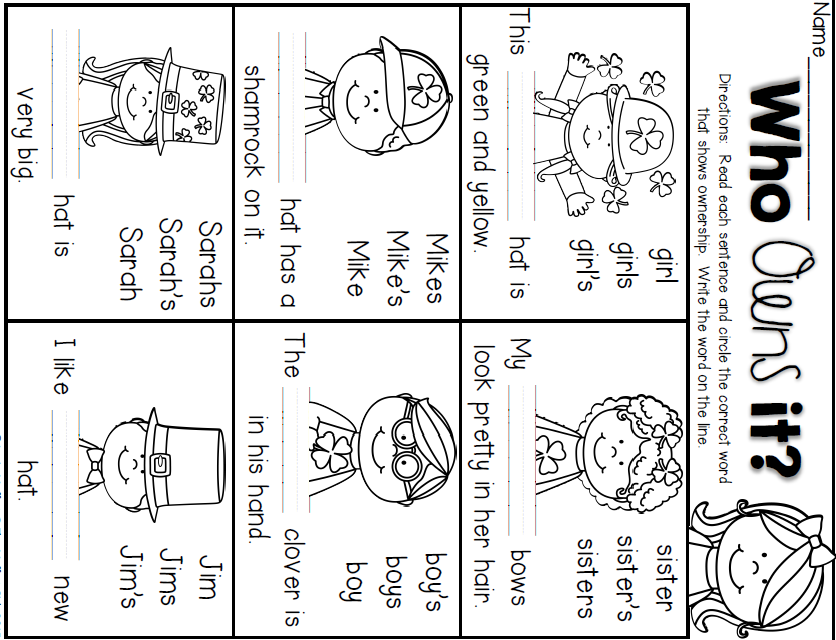 Name
Who Owns it?
Directions: Read each sentence and circle the correct word
that shows ownership. Write the word on the line.
girl
girls
girl's
This hat is
green and yellow.
sister
sister's
sisters
My bows
look pretty in her hair.
Mikes
Mike's
Mike
hat has a
shamrock on it.
boy's
boys
boy
The clover is
in his hand.
Sarahs
Sarah's
Sarah
hat is
very big.
Jim
Jims
Jim's
I like new
hat.